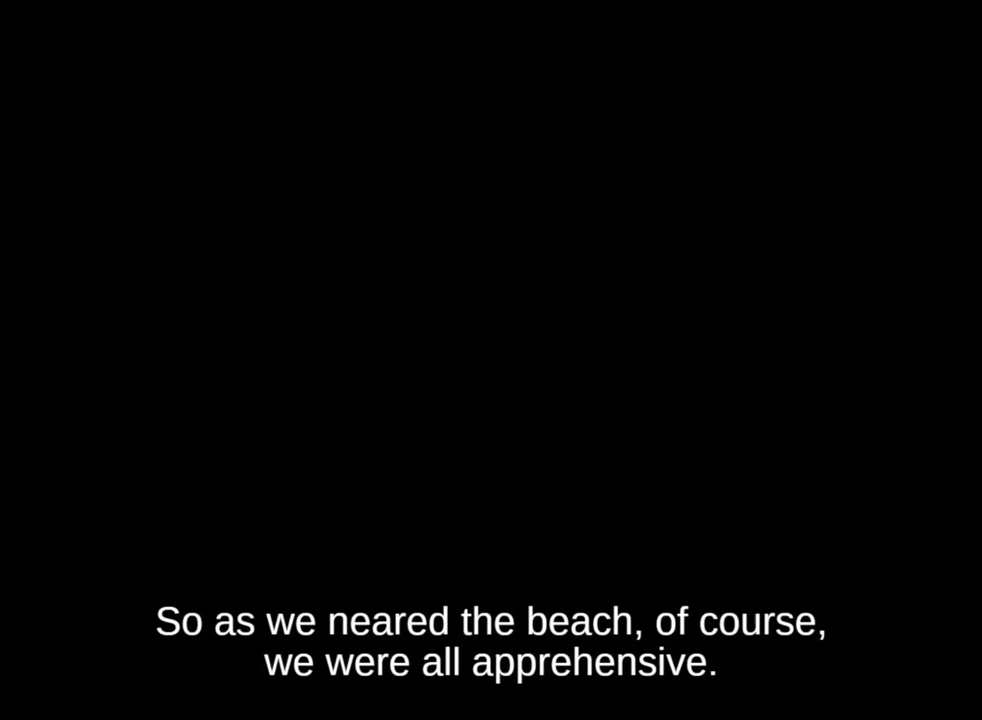 So as we neared the beach, of course,
we were all apprehensive.